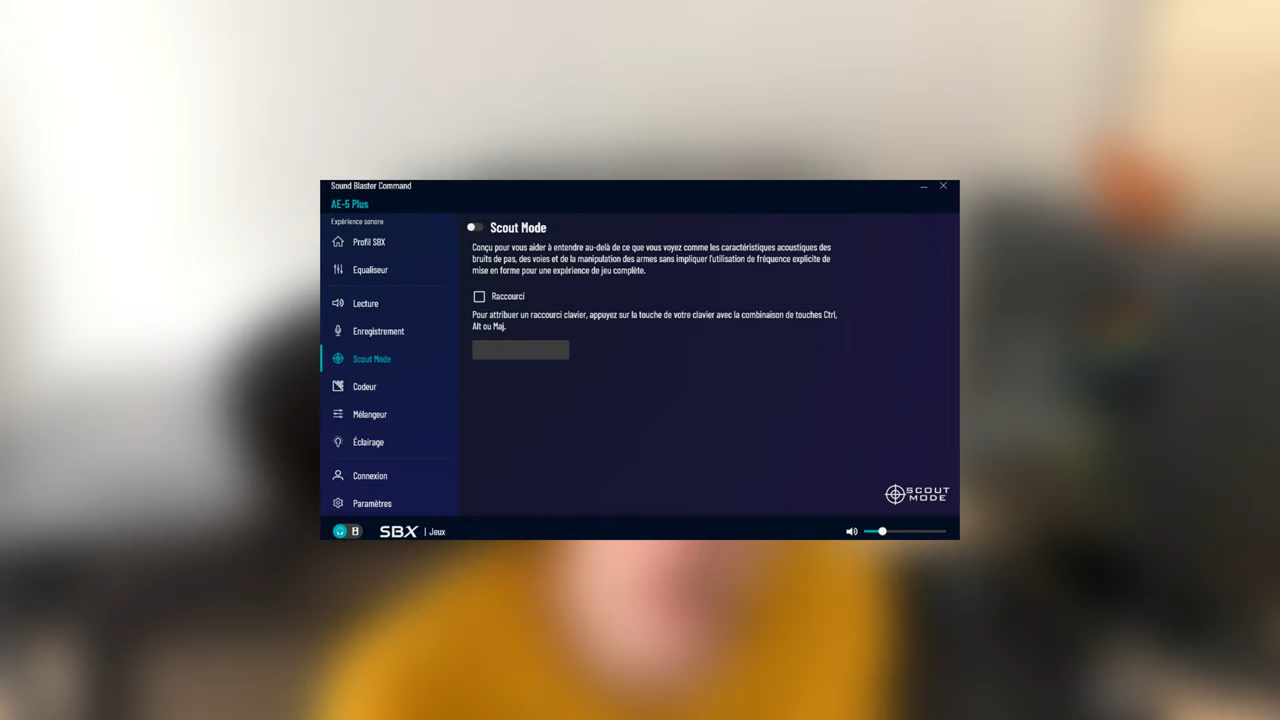 Sound Blaster Command
AE-5 Plus
Expérience sonore
Profil SBX
Equaliseur
Lecture
Enregistrement
Scout Mode
Codeur
Mélangeur
Éclairage
Connexion
Paramètres
Scout Mode
Conçu pour vous aider à entendre au-delà de ce que vous voyez comme les caractéristiques acoustiques des
bruits de pas, des voies et de la manipulation des armes sans impliquer l'utilisation de fréquence explicite de
mise en forme pour une expérience de jeu complète.
Raccourci
Pour attribuer un raccourci clavier, appuyez sur la touche de votre clavier avec la combinaison de touches Ctrl,
Alt ou Maj.
SCOUT
MODE
SBX | Jeux